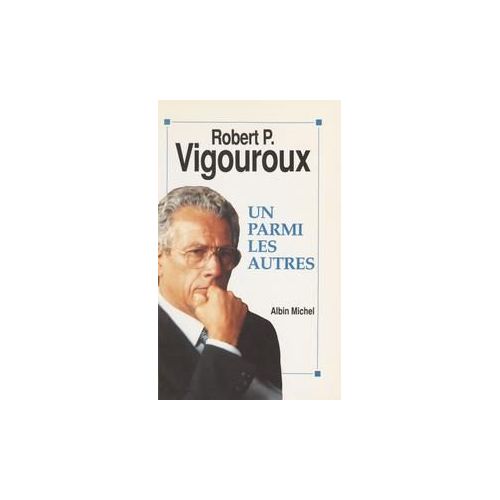 Robert P.
Vigouroux
UN
PARMI
LES
AUTRES
Albin Michel